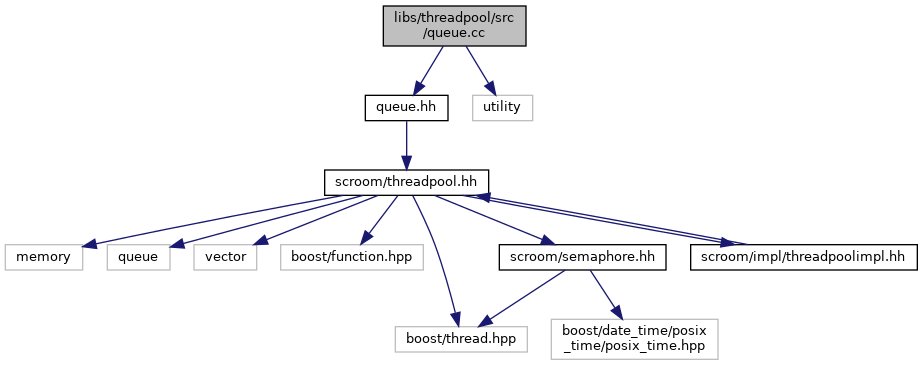 libs/threadpool/src
/queue.cc
queue.hh
utility
scroom/threadpool.hh
memory
queue
vector
boost/function.hpp
scroom/semaphore.hh
scroom/impl/threadpoolimpl.hh
boost/thread.hpp
boost/date_time/posix
_time/posix_time.hpp